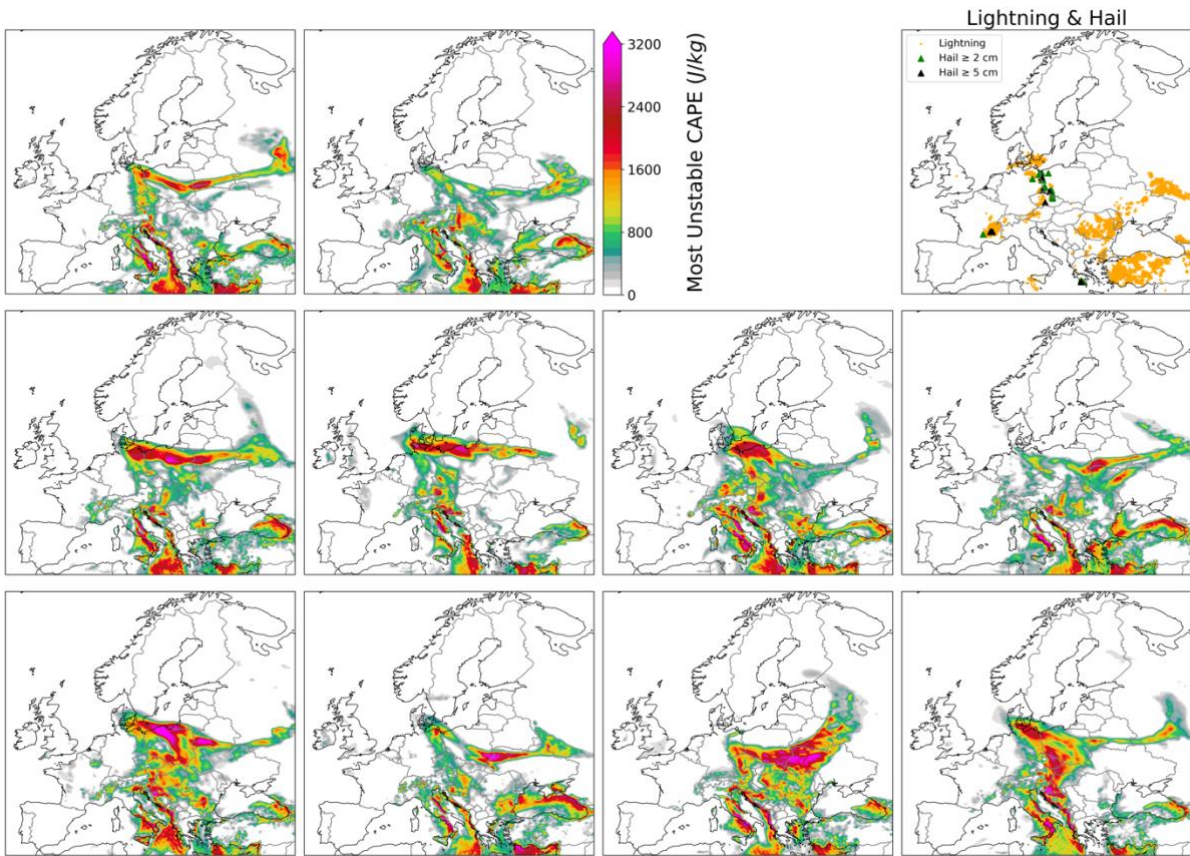 Lightning & Hail
Lightning
Hail ≥ 2 cm
Hail ≥ 5 cm
3200
2400
1600
800
0
Most Unstable CAPE (J/kg)